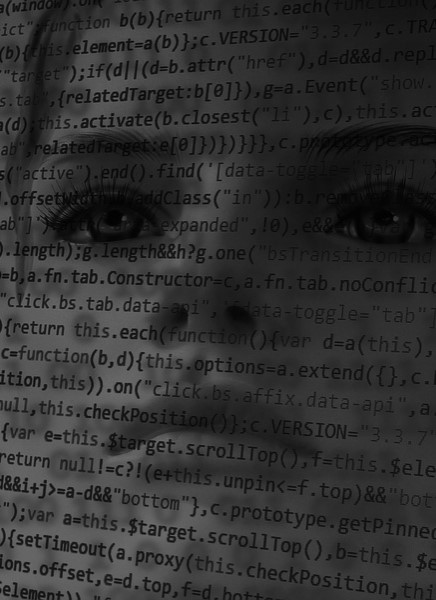 a(window).on(
ict" function b(b){return this.each(function
(b){this.element=a(b)};c.VERSION="3.3.7",c.TRA
"target");if(d||(d=b.attr("href"),d=d&&d.repl
s.tab",{relatedTarget:b[0]}),g=a.Event("show.
a(d);this.activate(b.closest("li"),c),this.ac
ab",relatedTarget:e[0]})})}}},c.prototype.ac
s("active").end().find('[data-toggle="tab"]')
.offsetWidth,b.addClass("in")):b.
ab"]').attr("aria-expanded",!0),e&&
).length);g.length&&h?g.one("bsTransitionEnd
=b,a.fn.tab.Constructor=c,a.fn.tab.noConflic
"click.bs.tab.data-api",'[data-toggle="tab"]
){return this.each(function(){var d=a(this),
c=function(b,d){this.options=a.extend({},c.
ition,this)).on("click.bs.affix.data-api",a.
null,this.checkPosition()};c.VERSION="3.3.7"
{var e=this.$target.scrollTop(),f=this.$ele
return null!=c?!(e+this.unpin<=f.top)&&"bot
d&&i+j>=a-d&&"bottom"},c.prototype.getPinned
");var a=this.$target.scrollTop(),b=this.$e
){setTimeout(a.proxy(this.checkPosition,thi
ions.offset,e=d.top,f=d.bottom
$element)),